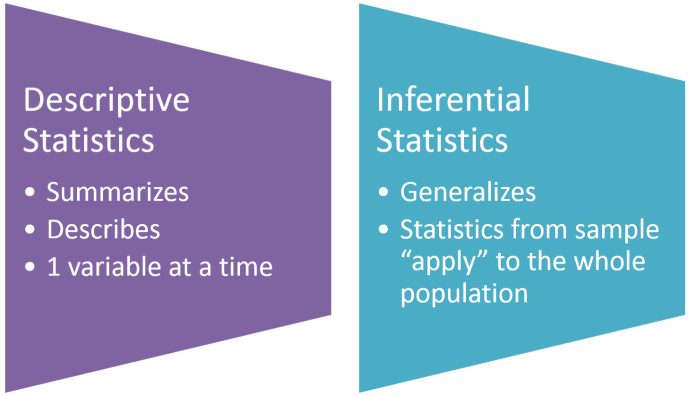 Descriptive
Statistics
• Summarizes
• Describes
• 1 variable at a time
Inferential
Statistics
• Generalizes
• Statistics from sample
“apply” to the whole
population